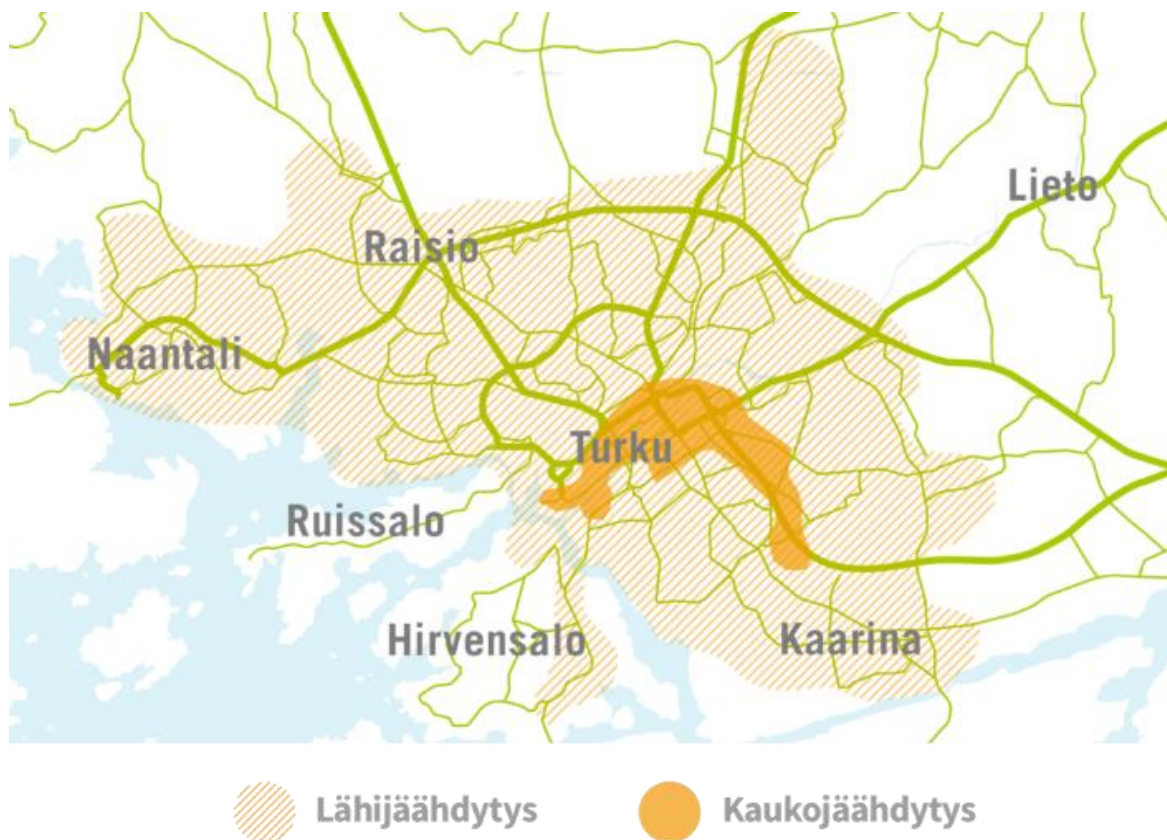 Lieto
Raisio
Naantali
Turku
Ruissalo
Hirvensalo
Kaarina
Lähijäähdytys
Kaukojäähdytys